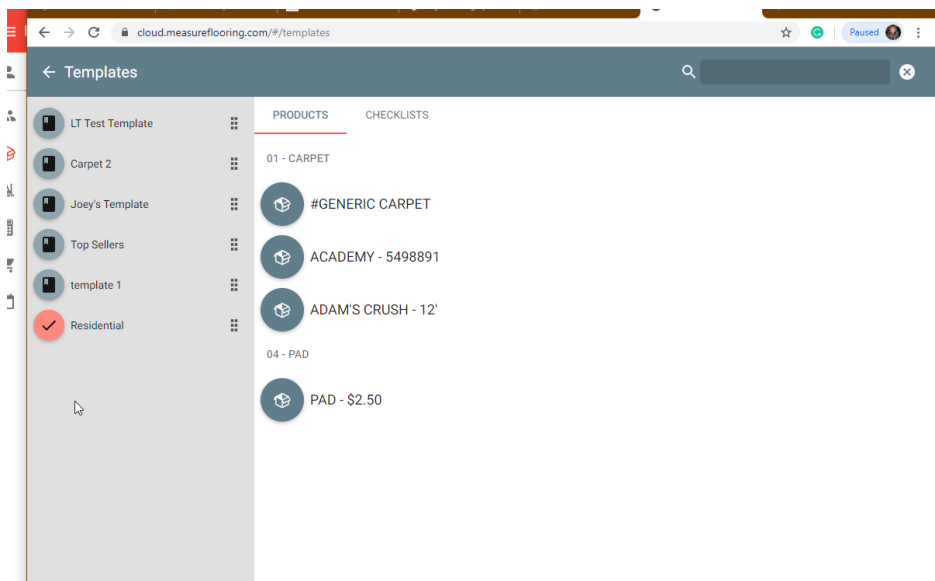 cloud.measureflooring.com/#/templates
Paused
Templates
LT Test Template
Carpet 2
Joey's Template
Top Sellers
template 1
Residential
PRODUCTS CHECKLISTS
01 - CARPET
#GENERIC CARPET
ACADEMY - 5498891
ADAM'S CRUSH - 12'
04 - PAD
PAD - $2.50